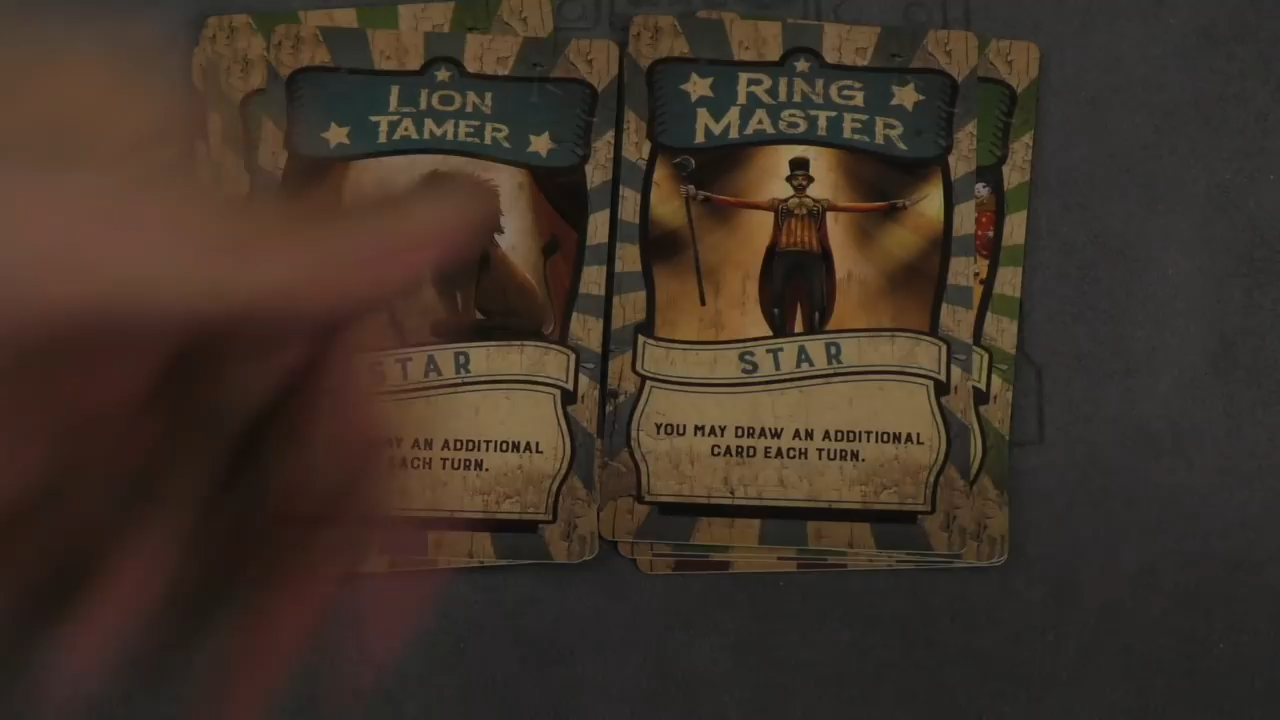 LION
TAMER
STAR
AN ADDITIONAL
EACH TURN.
RING
MASTER
STAR
YOU MAY DRAW AN ADDITIONAL
CARD EACH TURN.